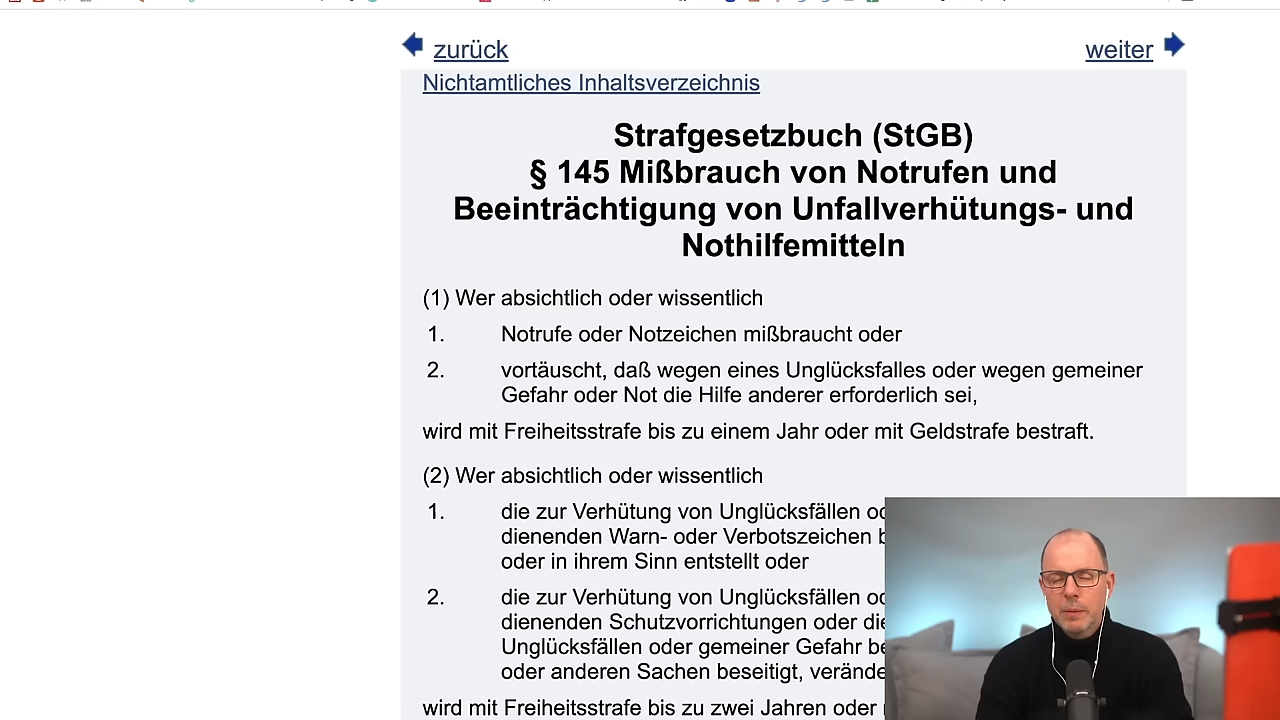 zurück
weiter
Nichtamtliches Inhaltsverzeichnis
Strafgesetzbuch (StGB)
§ 145 Mißbrauch von Notrufen und
Beeinträchtigung von Unfallverhütungs- und
Nothilfemitteln
(1) Wer absichtlich oder wissentlich
1. Notrufe oder Notzeichen mißbraucht oder
2. vortäuscht, daß wegen eines Unglücksfalles oder wegen gemeiner
Gefahr oder Not die Hilfe anderer erforderlich sei,
wird mit Freiheitsstrafe bis zu einem Jahr oder mit Geldstrafe bestraft.
(2) Wer absichtlich oder wissentlich
1. die zur Verhütung von Unglücksfällen
dienenden Warn- oder Verbotszeichen
oder in ihrem Sinn entstellt oder
2. die zur Verhütung von Unglücksfällen
dienenden Schutzvorrichtungen oder
Unglücksfällen oder gemeiner Gefahr
oder anderen Sachen beseitigt,
wird mit Freiheitsstrafe bis zu zwei Jahren oder